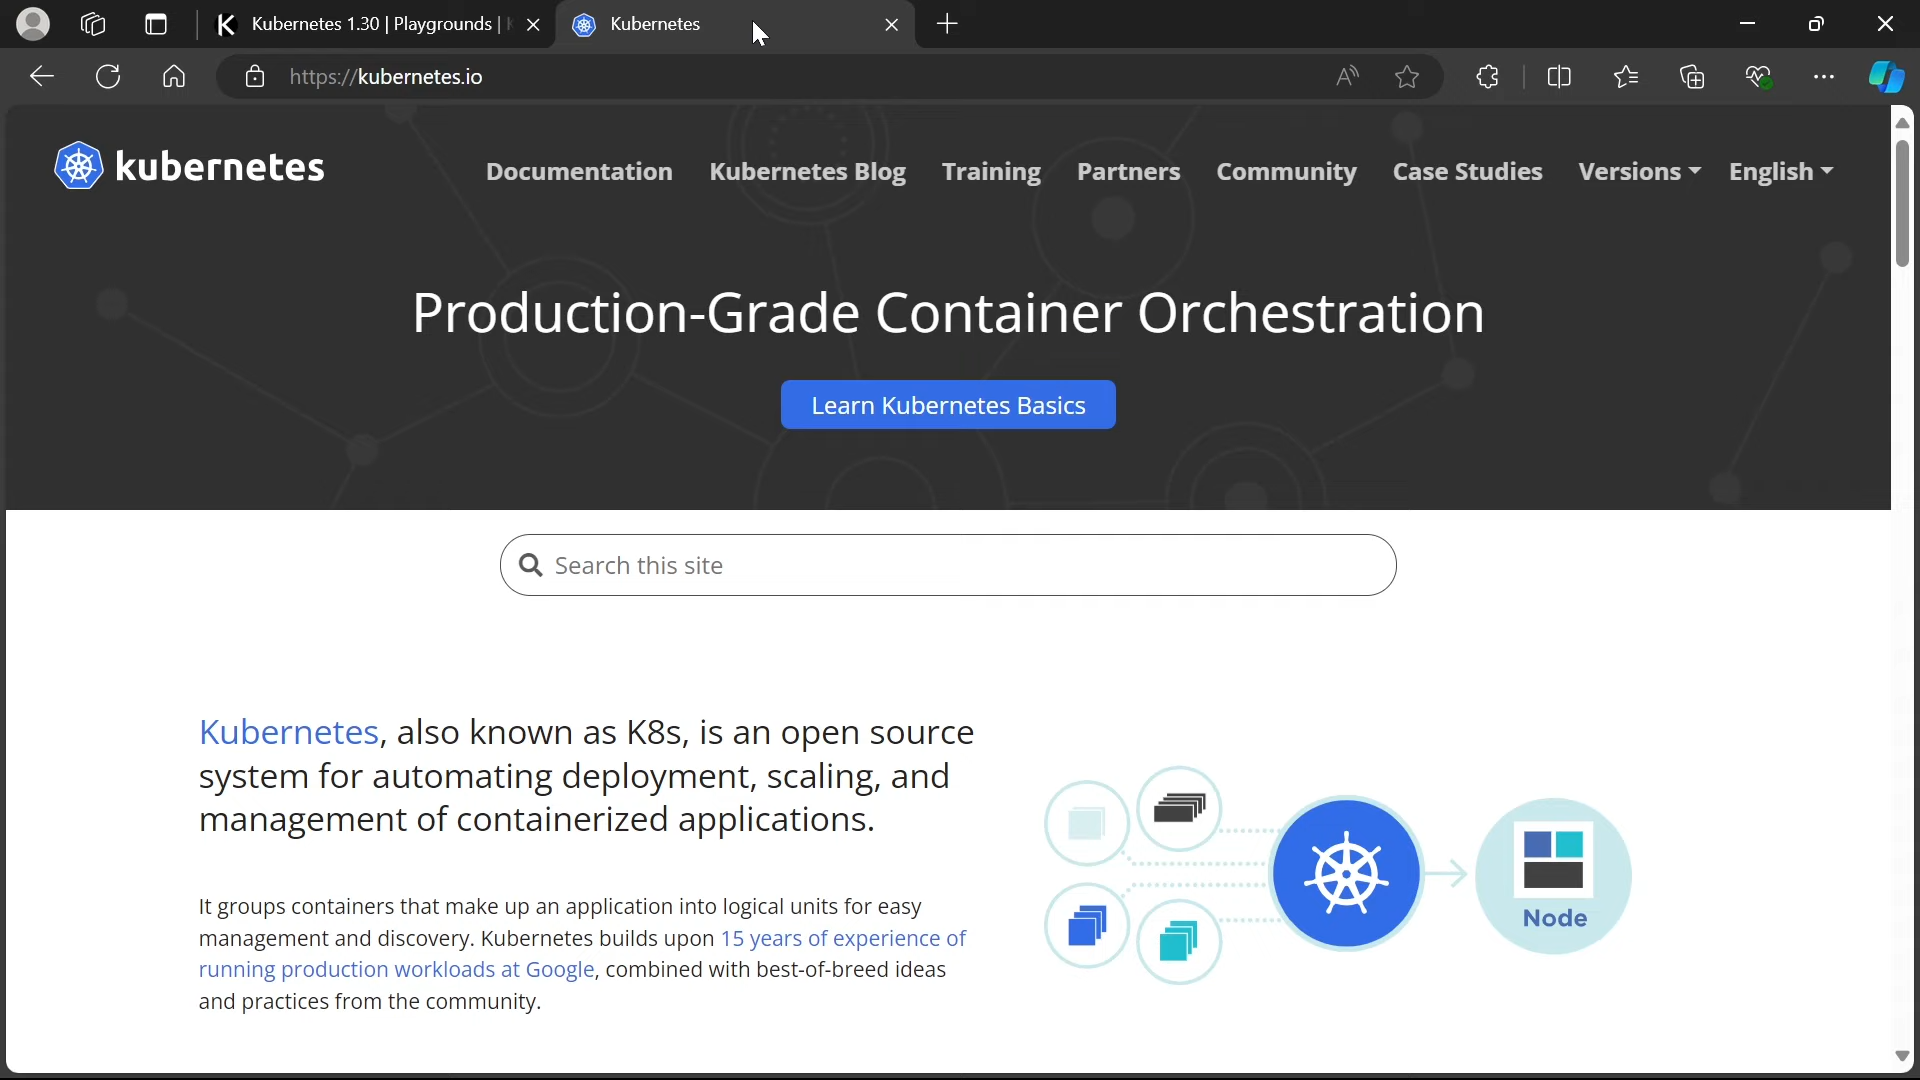 Kubernetes 1.30 | Playgrounds |
Kubernetes
https://kubernetes.io
kubernetes
Documentation
Kubernetes Blog
Training
Partners
Community
Case Studies
Versions
English
Production-Grade Container Orchestration
Learn Kubernetes Basics
Search this site
Kubernetes, also known as K8s, is an open source
system for automating deployment, scaling, and
management of containerized applications.
It groups containers that make up an application into logical units for easy
management and discovery. Kubernetes builds upon 15 years of experience of
running production workloads at Google, combined with best-of-breed ideas
and practices from the community.
Node